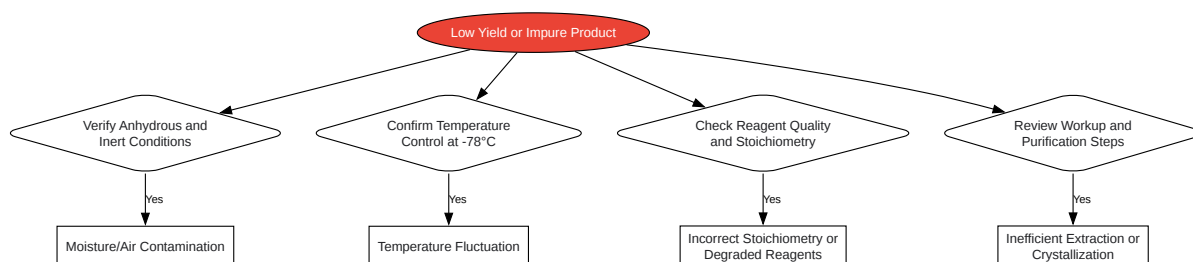 Low Yield or Impure Product
Verify Anhydrous and
Inert Conditions
Confirm Temperature
Control at -78°C
Check Reagent Quality
and Stoichiometry
Review Workup and
Purification Steps
Yes
Yes
Yes
Yes
Moisture/Air Contamination
Temperature Fluctuation
Incorrect Stoichiometry or
Degraded Reagents
Inefficient Extraction or
Crystallization